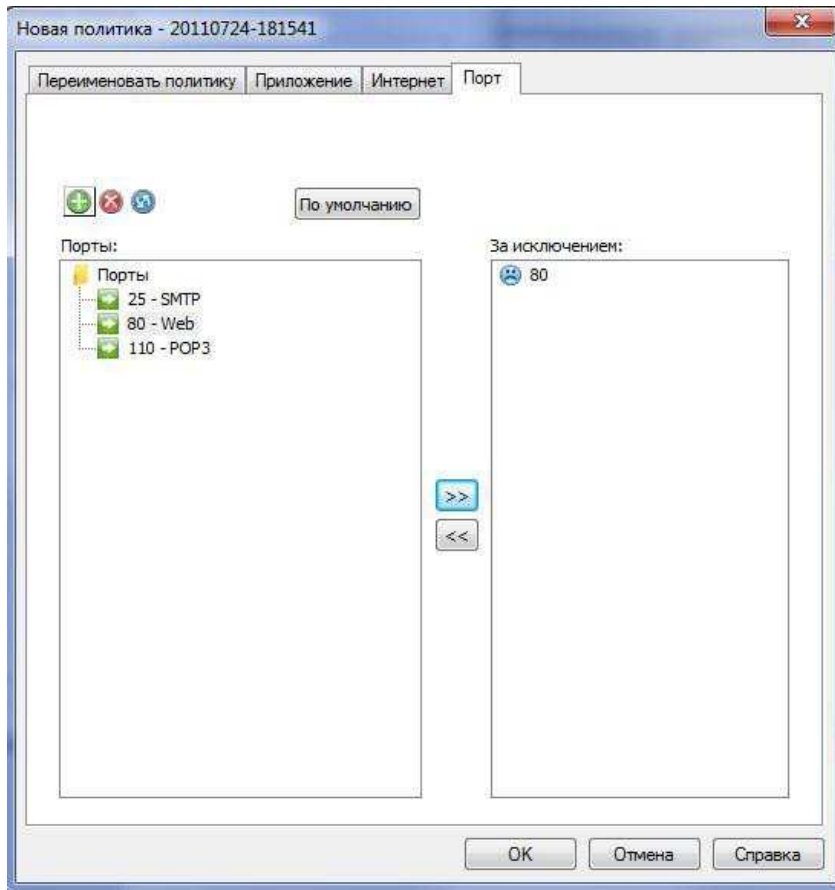 Новая политика - 20110724-181541
Переименовать политику
Приложение
Интернет
Порт
По умолчанию
Порты:
За исключением:
Порты
25 - SMTP
80 - Web
110 - POP3
80
>>
<<
OK
Отмена
Справка